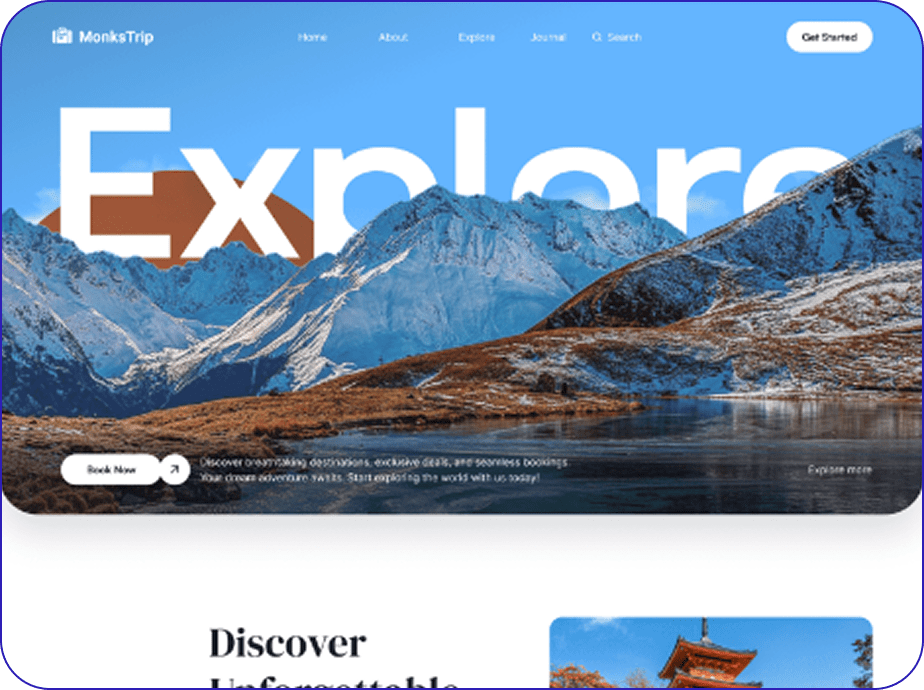 MonksTrip
Home
About
Explore
Journal
Search
Get Started
Explore
Book Now
Discover breathtaking destinations, exclusive deals, and seamless bookings.
Your dream adventure awaits. Start exploring the world with us today!
Explore more
Discover
Unforgettable